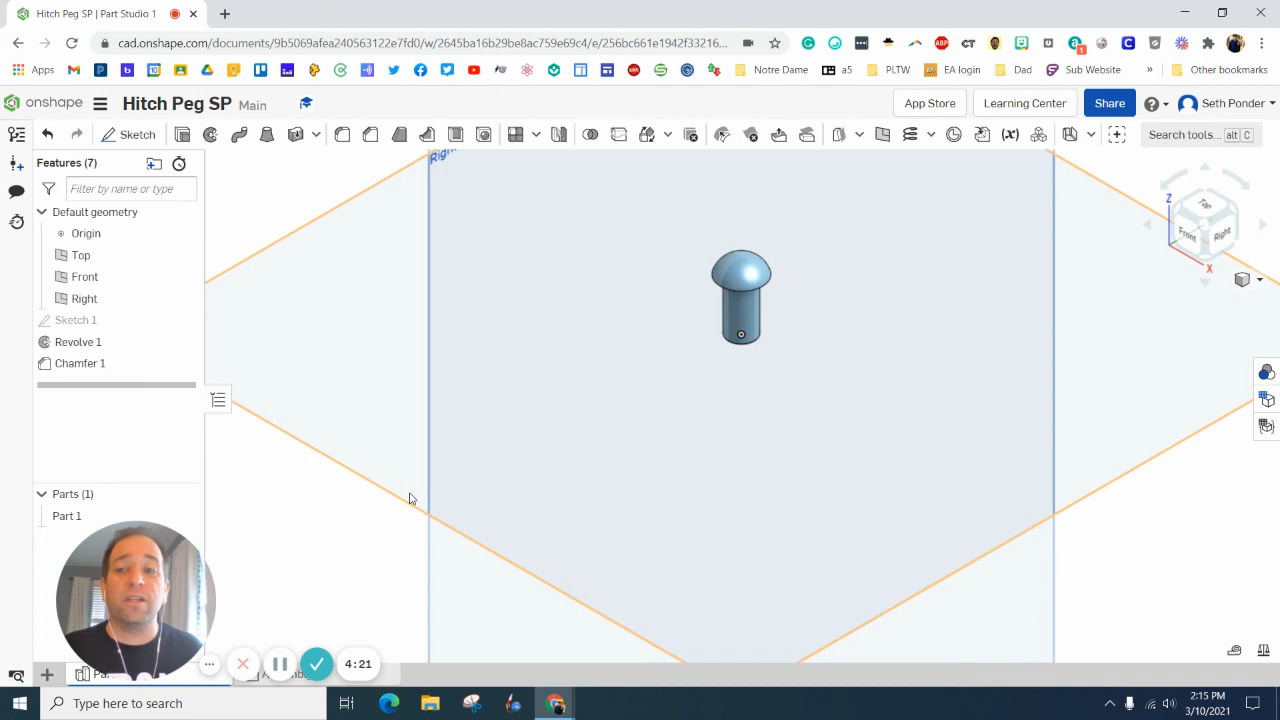 Hitch Peg SP | Part Studio 1
cad.onshape.com/documents/9b5069afea240563122e7fd0/w/2645ba16b29be8ac759e69c4/e/256bc661e1942f33216...
Apps
Notre Dame
a5
PLTW
EA login
Dad
Sub Website
»
Other bookmarks
onshape
Hitch Peg SP
Main
App Store
Learning Center
Share
Seth Ponder
Sketch
Search tools...
alt
C
Features (7)
Filter by name or type
Default geometry
Origin
Top
Front
Right
Sketch 1
Revolve 1
Chamfer 1
Parts (1)
Part 1
Right
Z
Top
Front
Right
X
4:21
Type here to search
2:15 PM
3/10/2021